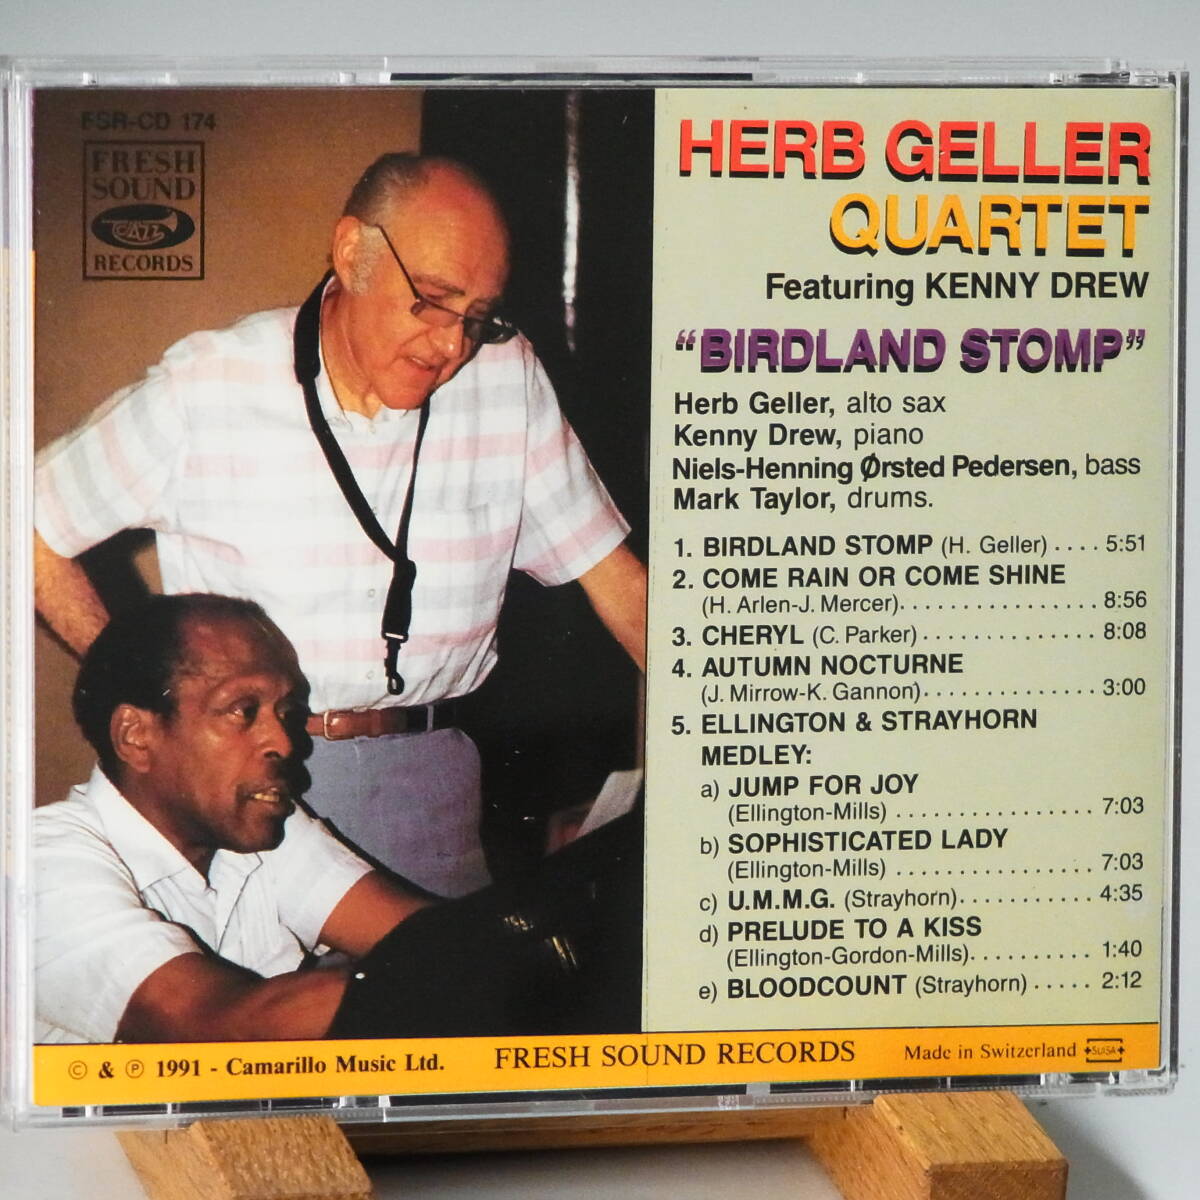 FSR-CD 174
FRESH
SOUND
JAZZ
RECORDS
HERB GELLER
QUARTET
Featuring KENNY DREW
“BIRDLAND STOMP”
Herb Geller, alto sax
Kenny Drew, piano
Niels-Henning Ørsted Pedersen, bass
Mark Taylor, drums.
1. BIRDLAND STOMP (H. Geller) .... 5:51
2. COME RAIN OR COME SHINE
(H. Arlen-J. Mercer)................. 8:56
3. CHERYL (C. Parker) .............. 8:08
4. AUTUMN NOCTURNE
(J. Mirrow-K. Gannon).............. 3:00
5. ELLINGTON & STRAYHORN
MEDLEY:
a) JUMP FOR JOY
(Ellington-Mills) ................ 7:03
b) SOPHISTICATED LADY
(Ellington-Mills) ................ 7:03
c) U.M.M.G. (Strayhorn)........... 4:35
d) PRELUDE TO A KISS
(Ellington-Gordon-Mills).......... 1:40
e) BLOODCOUNT (Strayhorn) ..... 2:12
© & ℗ 1991 - Camarillo Music Ltd. FRESH SOUND RECORDS Made in Switzerland SUISA